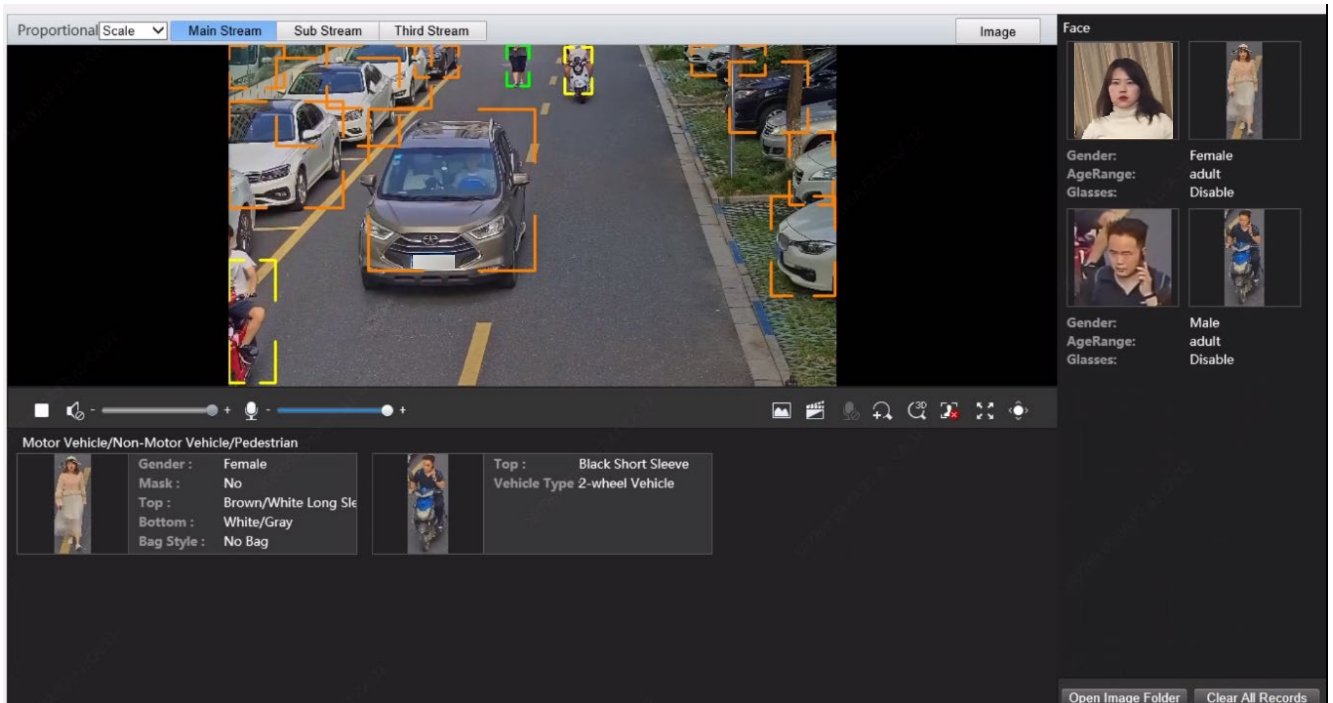 Proportional Scale Main Stream Sub Stream Third Stream Image
Face
Gender: Female
AgeRange: adult
Glasses: Disable
Gender: Male
AgeRange: adult
Glasses: Disable
- + - +
3D
Motor Vehicle/Non-Motor Vehicle/Pedestrian
Gender : Female
Mask : No
Top : Brown/White Long Sle
Bottom : White/Gray
Bag Style : No Bag
Top : Black Short Sleeve
Vehicle Type : 2-wheel Vehicle
Open Image Folder Clear All Records